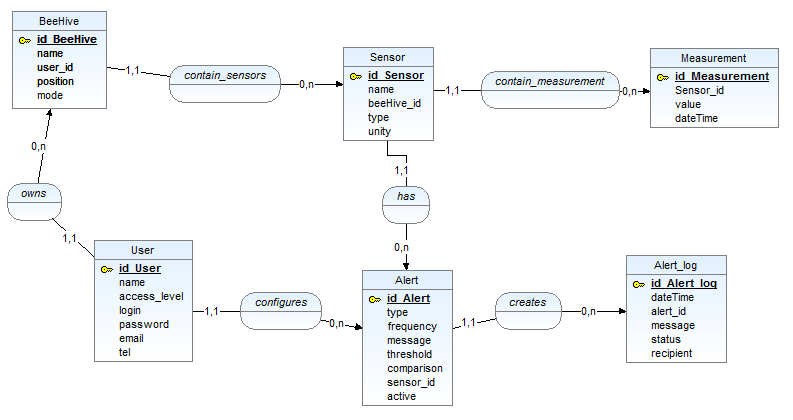 BeeHive
id_BeeHive
name
user_id
position
mode
1,1
contain_sensors
0,n
Sensor
id_Sensor
name
beeHive_id
type
unity
1,1
contain_measurement
0,n
Measurement
id_Measurement
Sensor_id
value
dateTime
0,n
owns
1,1
1,1
has
0,n
User
id_User
name
access_level
login
password
email
tel
1,1
configures
0,n
Alert
id_Alert
type
frequency
message
threshold
comparison
sensor_id
active
1,1
creates
0,n
Alert_log
id_Alert_log
dateTime
alert_id
message
status
recipient